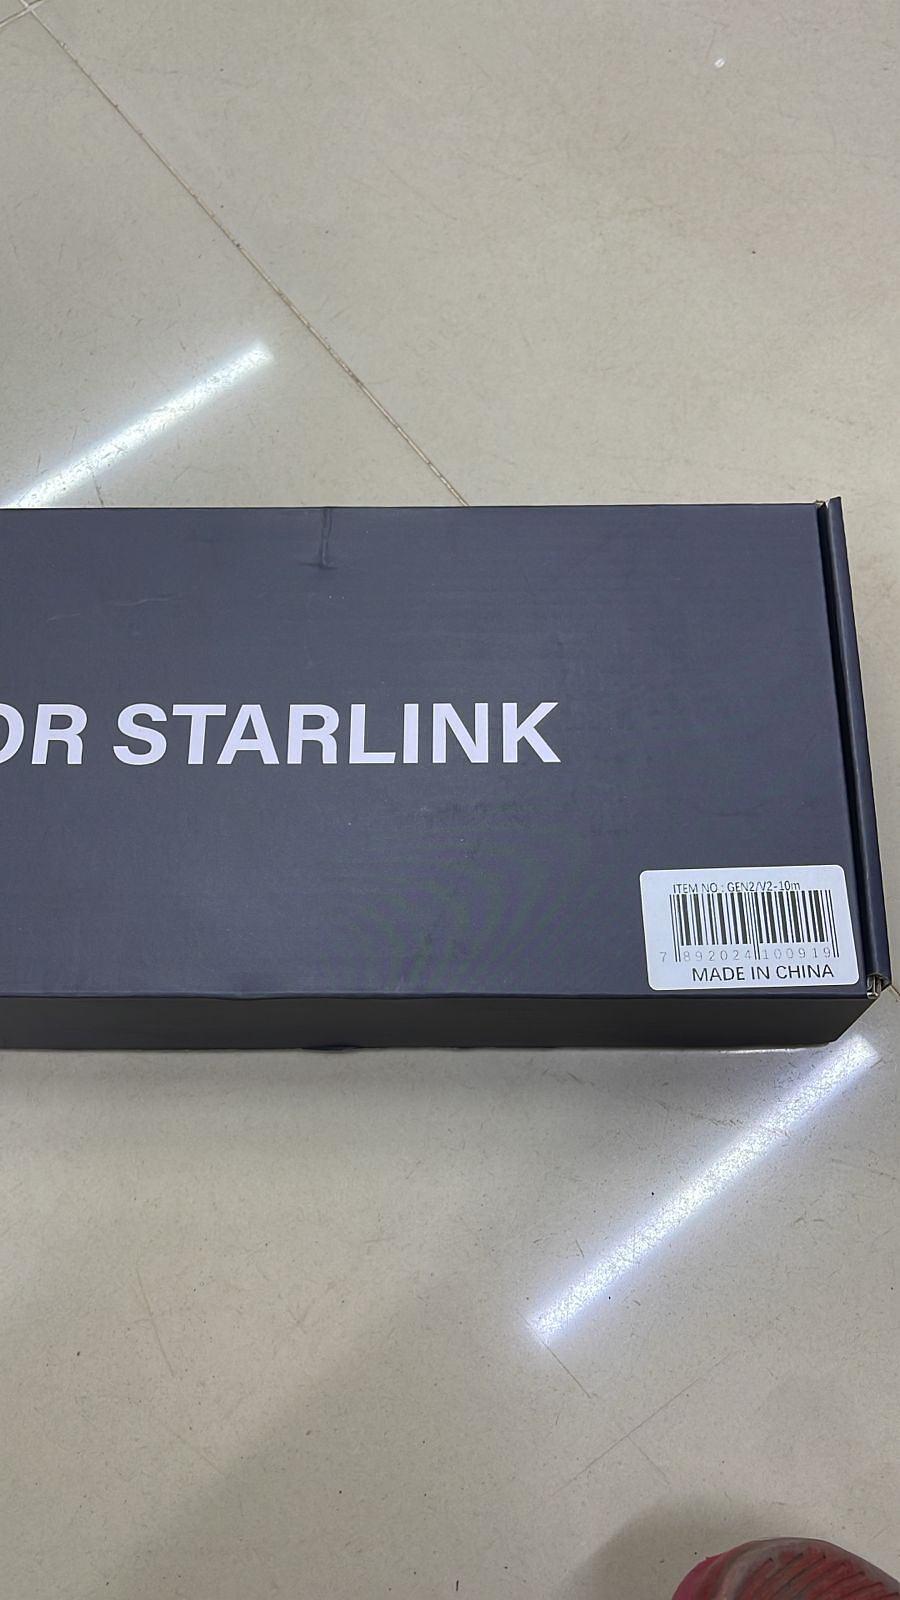 OR STARLINK
ITEM NO.: GEN2/V2-10m
7 892024 100919
MADE IN CHINA